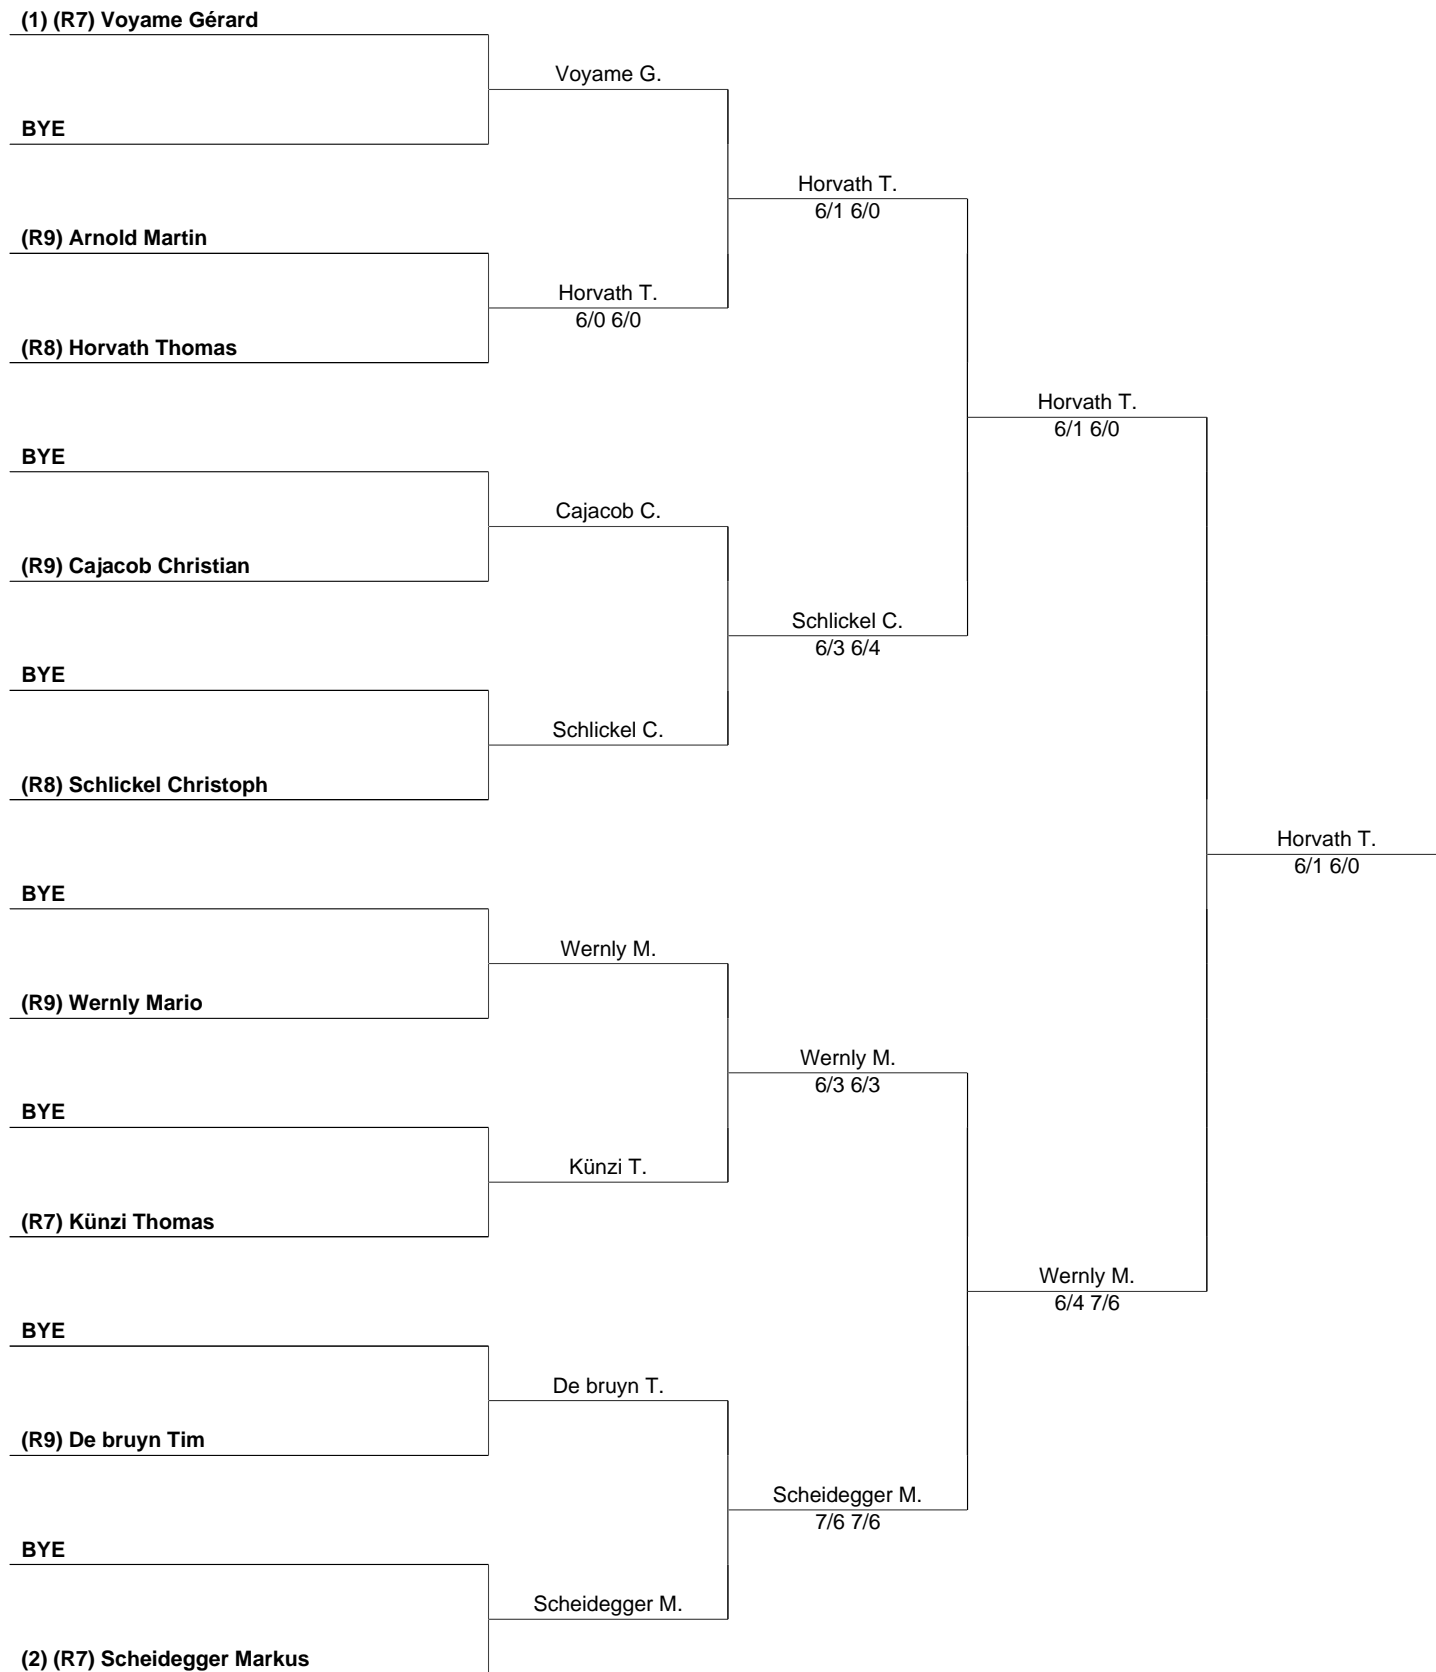 (1) (R7) Voyame Gérard
Voyame G.
BYE
Horvath T.
6/1 6/0
(R9) Arnold Martin
Horvath T.
6/0 6/0
(R8) Horvath Thomas
Horvath T.
6/1 6/0
BYE
Cajacob C.
(R9) Cajacob Christian
Schlickel C.
6/3 6/4
BYE
Schlickel C.
(R8) Schlickel Christoph
Horvath T.
6/1 6/0
BYE
Wernly M.
(R9) Wernly Mario
Wernly M.
6/3 6/3
BYE
Künzi T.
(R7) Künzi Thomas
Wernly M.
6/4 7/6
BYE
De bruyn T.
(R9) De bruyn Tim
Scheidegger M.
7/6 7/6
BYE
Scheidegger M.
(2) (R7) Scheidegger Markus